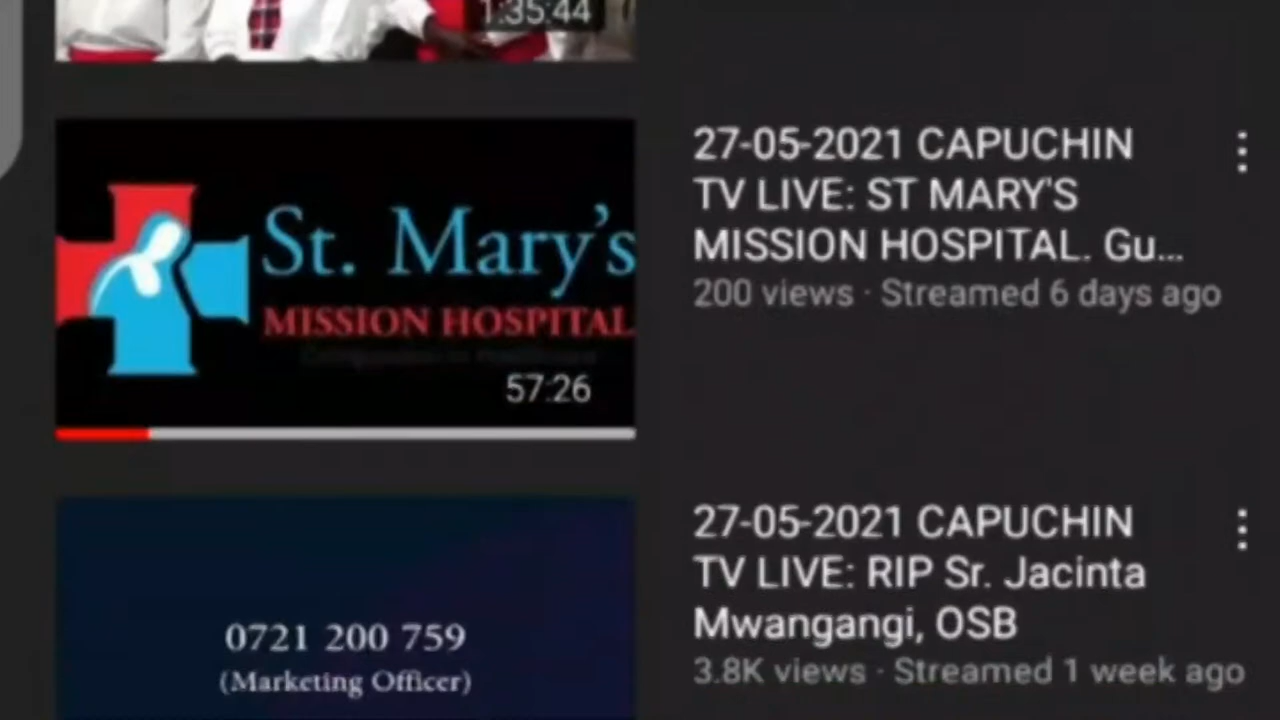 1:35:44
27-05-2021 CAPUCHIN
TV LIVE: ST MARY'S
MISSION HOSPITAL. Gu...
200 views · Streamed 6 days ago
St. Mary's
MISSION HOSPITAL
57:26
27-05-2021 CAPUCHIN
TV LIVE: RIP Sr. Jacinta
Mwangangi, OSB
3.8K views · Streamed 1 week ago
0721 200 759
(Marketing Officer)